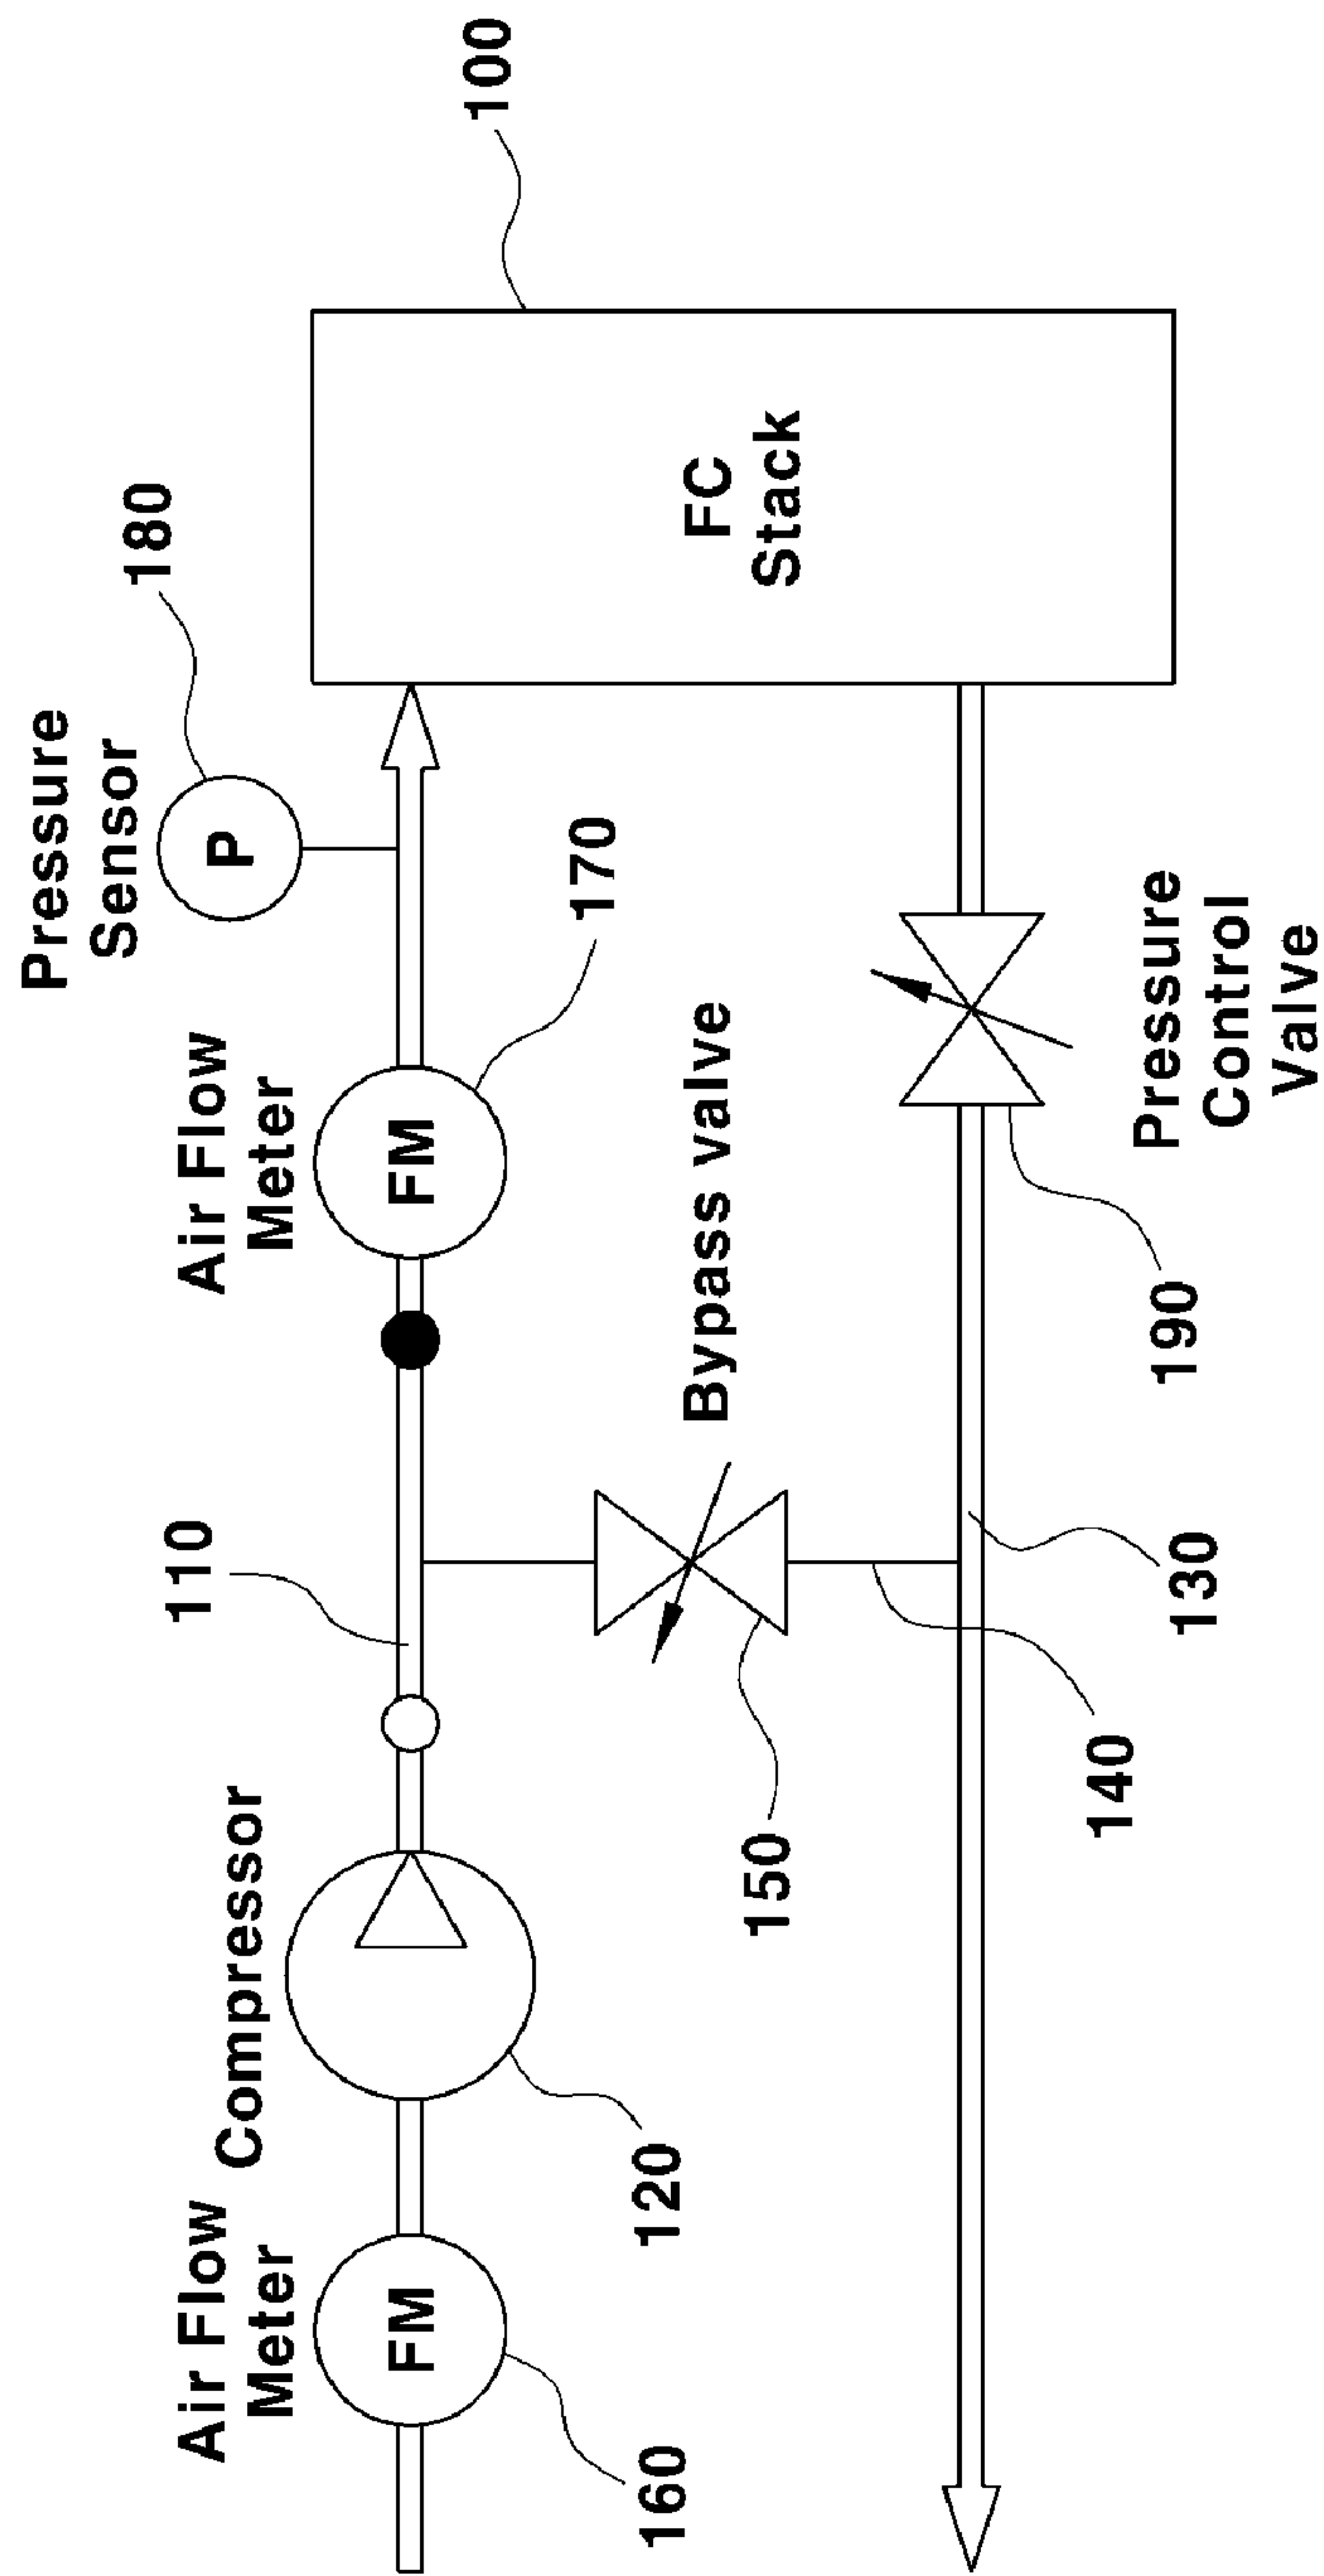 Air Flow
Meter
FM
160
Compressor
120
110
Air Flow
Meter
FM
170
Pressure
Sensor
P
180
100
FC
Stack
Bypass valve
150
140
130
190
Pressure
Control
Valve